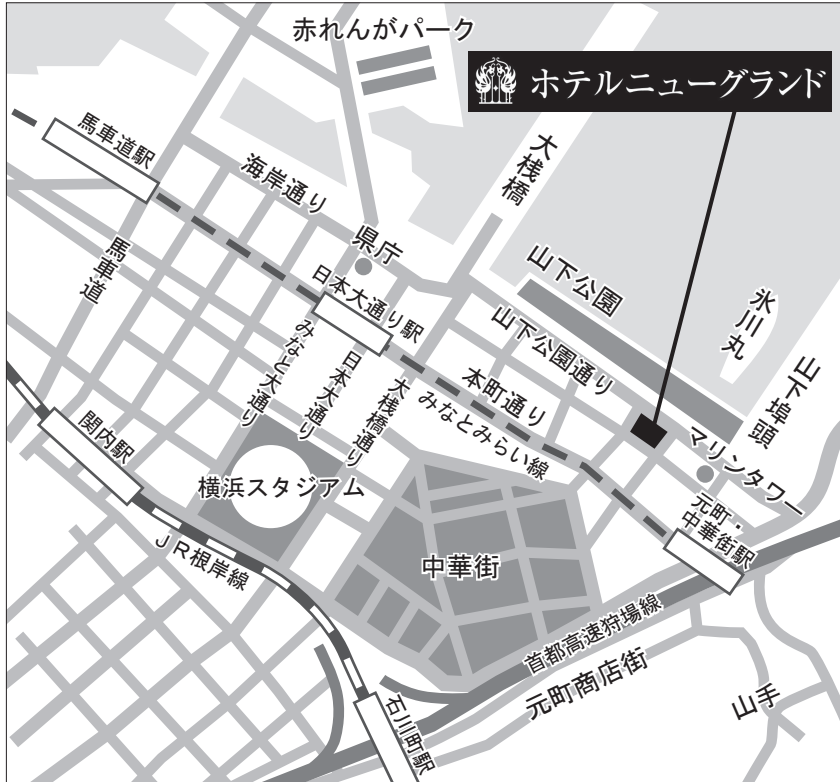 赤れんがパーク
ホテルニューグランド
馬車道駅
海岸通り
大桟橋
馬車道
県庁
日本大通り駅
山下公園
氷川丸
山下公園通り
山下埠頭
みなと大通り
日本大通り
大桟橋通り
本町通り
みなとみらい線
マリンタワー
関内駅
横浜スタジアム
元町・
中華街駅
JR根岸線
中華街
首都高速狩場線
元町商店街
山手
石川町駅